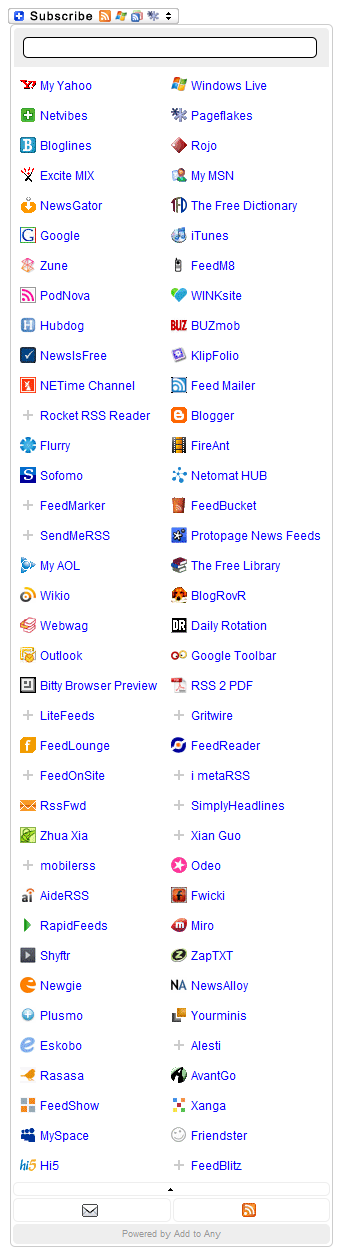 Subscribe
My Yahoo Windows Live
Netvibes Pageflakes
Bloglines Rojo
Excite MIX My MSN
NewsGator The Free Dictionary
Google iTunes
Zune FeedM8
PodNova WINKsite
Hubdog BUZmob
NewsIsFree KlipFolio
NETime Channel Feed Mailer
Rocket RSS Reader Blogger
Flurry FireAnt
Sofomo Netomat HUB
FeedMarker FeedBucket
SendMeRSS Protopage News Feeds
My AOL The Free Library
Wikio BlogRovR
Webwag Daily Rotation
Outlook Google Toolbar
Bitty Browser Preview RSS 2 PDF
LiteFeeds Gritwire
FeedLounge FeedReader
FeedOnSite i metaRSS
RssFwd SimplyHeadlines
Zhua Xia Xian Guo
mobilerss Odeo
AideRSS Fwicki
RapidFeeds Miro
Shyftr ZapTXT
Newgie NewsAlloy
Plusmo Yourminis
Eskobo Alesti
Rasasa AvantGo
FeedShow Xanga
MySpace Friendster
Hi5 FeedBlitz
Powered by Add to Any